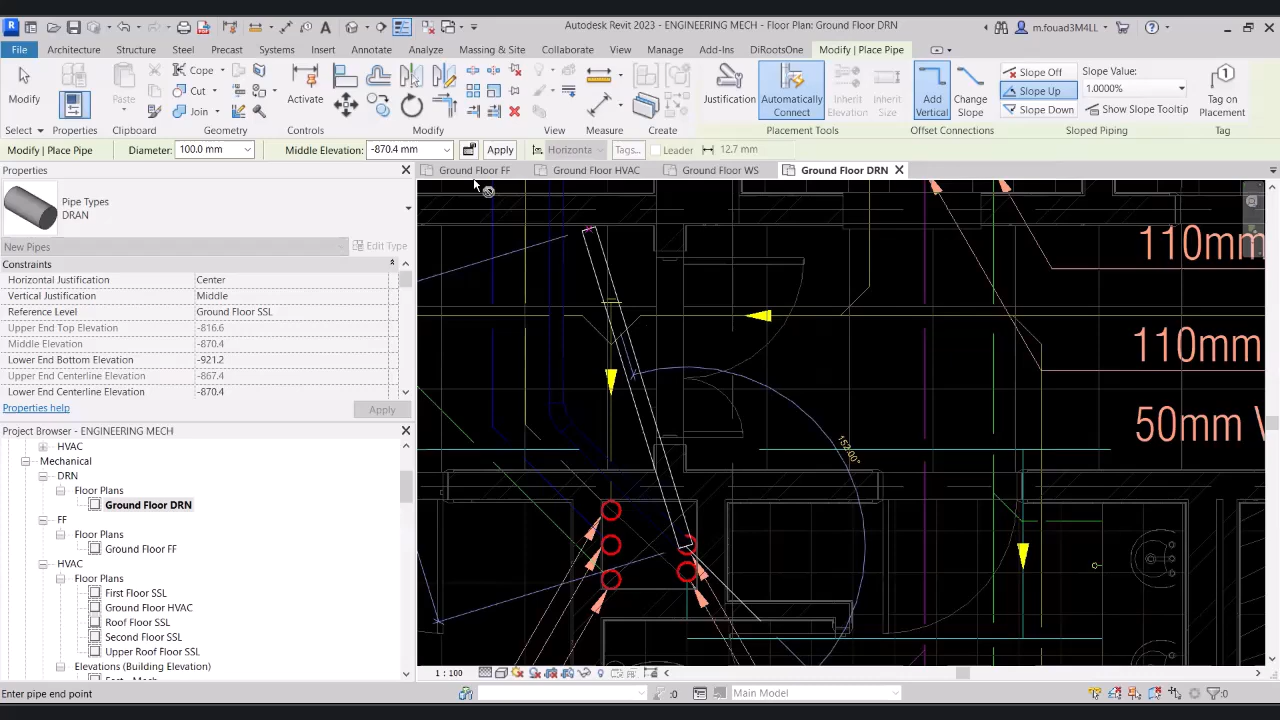 Autodesk Revit 2023 - ENGINEERING MECH - Floor Plan: Ground Floor DRN
m.fouad3M4LL
File Architecture Structure Steel Precast Systems Insert Annotate Analyze Massing & Site Collaborate View Manage Add-Ins DiRootsOne Modify | Place Pipe
Cope
Cut
Join
Modify
Paste
Activate
Justification
Automatically Connect
Inherit Elevation
Inherit Size
Add Vertical
Change Slope
Slope Off
Slope Up
Slope Down
Slope Value:
1.0000%
Show Slope Tooltip
Tag on Placement
Select Properties Clipboard Geometry Controls Modify View Measure Create Placement Tools Offset Connections Sloped Piping Tag
Modify | Place Pipe Diameter: 100.0 mm Middle Elevation: -870.4 mm Apply Horizonta Tags... Leader 12.7 mm
Properties
Ground Floor FF Ground Floor HVAC Ground Floor WS Ground Floor DRN
Pipe Types
DRAN
New Pipes Edit Type
Constraints
Horizontal Justification Center
Vertical Justification Middle
Reference Level Ground Floor SSL
Upper End Top Elevation -816.6
Middle Elevation -870.4
Lower End Bottom Elevation -921.2
Upper End Centerline Elevation -867.4
Lower End Centerline Elevation -870.4
Properties help Apply
Project Browser - ENGINEERING MECH
HVAC
Mechanical
DRN
Floor Plans
Ground Floor DRN
FF
Floor Plans
Ground Floor FF
HVAC
Floor Plans
First Floor SSL
Ground Floor HVAC
Roof Floor SSL
Second Floor SSL
Upper Roof Floor SSL
Elevations (Building Elevation)
110mm
110mm
50mm
152.00°
1 : 100
Enter pipe end point
:0
Main Model
:0